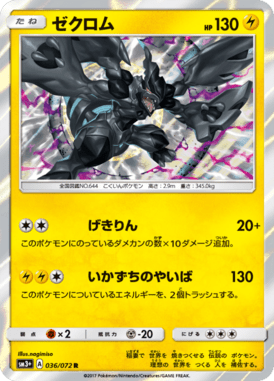 たね ゼクロム HP 130
全国図鑑NO.644 こくいんポケモン 高さ:2.9m 重さ:345.0kg
げきりん 20+
このポケモンにのっているダメカンの数×10ダメージ追加。
いかずちのやいば 130
このポケモンについているエネルギーを、2個トラッシュする。
弱点 ×2 抵抗力 -20 にげる
illus.nagimiso
SM3+ A 036/072 R
©2017 Pokémon/Nintendo/Creatures/GAME FREAK.